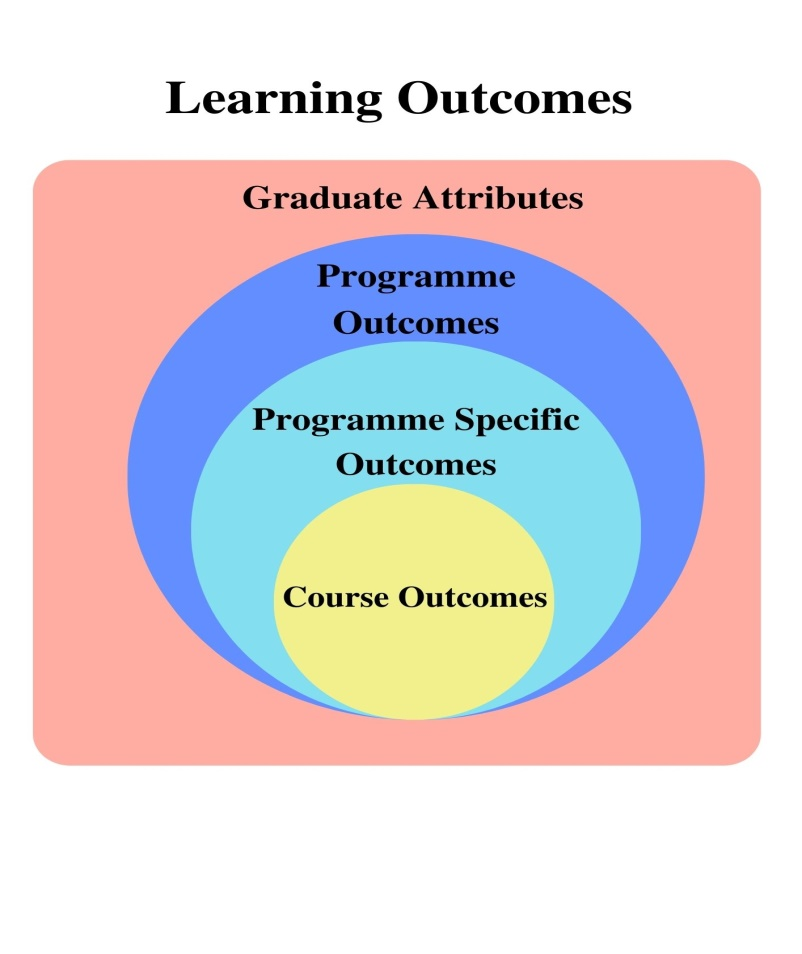 Learning Outcomes
Graduate Attributes
Programme
Outcomes
Programme Specific
Outcomes
Course Outcomes